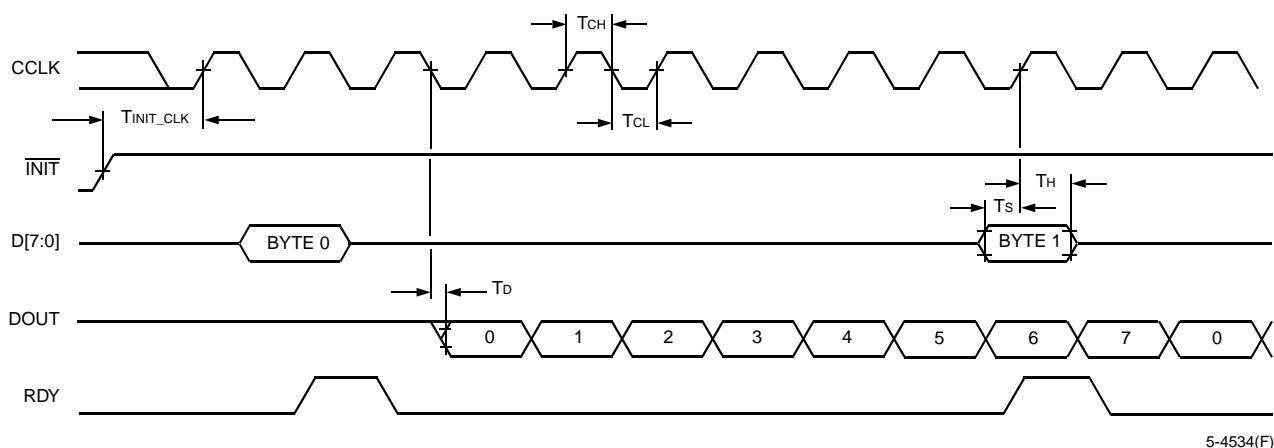 TCH
CCLK
TINIT_CLK
TCL
INIT
TH
TS
D[7:0]
BYTE 0
BYTE 1
TD
DOUT
0 1 2 3 4 5 6 7 0
RDY
5-4534(F)